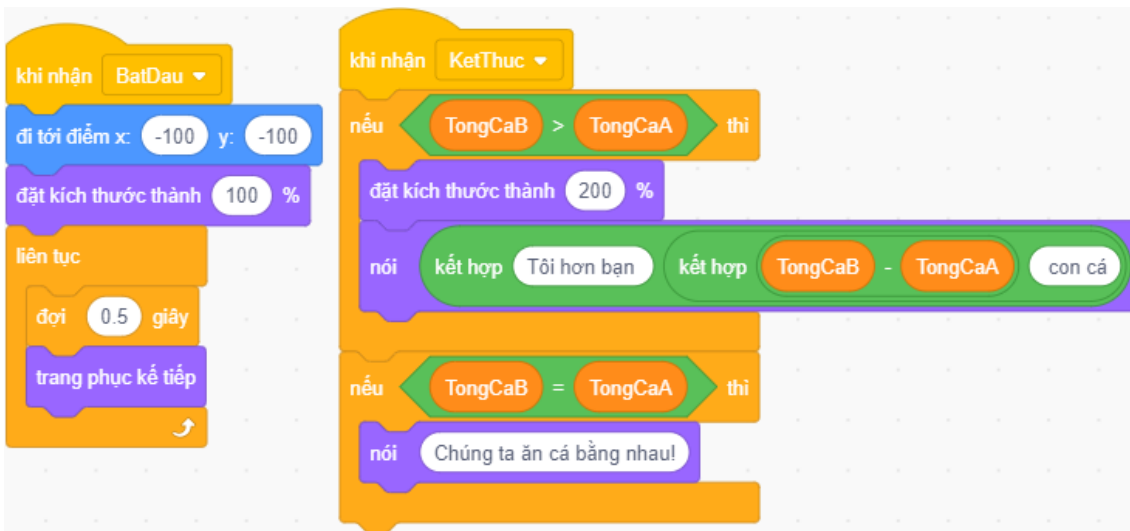 khi nhận BatDau
đi tới điểm x: -100 y: -100
đặt kích thước thành 100 %
liên tục
đợi 0.5 giây
trang phục kế tiếp
khi nhận KetThuc
nếu TongCaB > TongCaA thì
đặt kích thước thành 200 %
nói kết hợp Tôi hơn bạn kết hợp TongCaB - TongCaA con cá
nếu TongCaB = TongCaA thì
nói Chúng ta ăn cá bằng nhau!